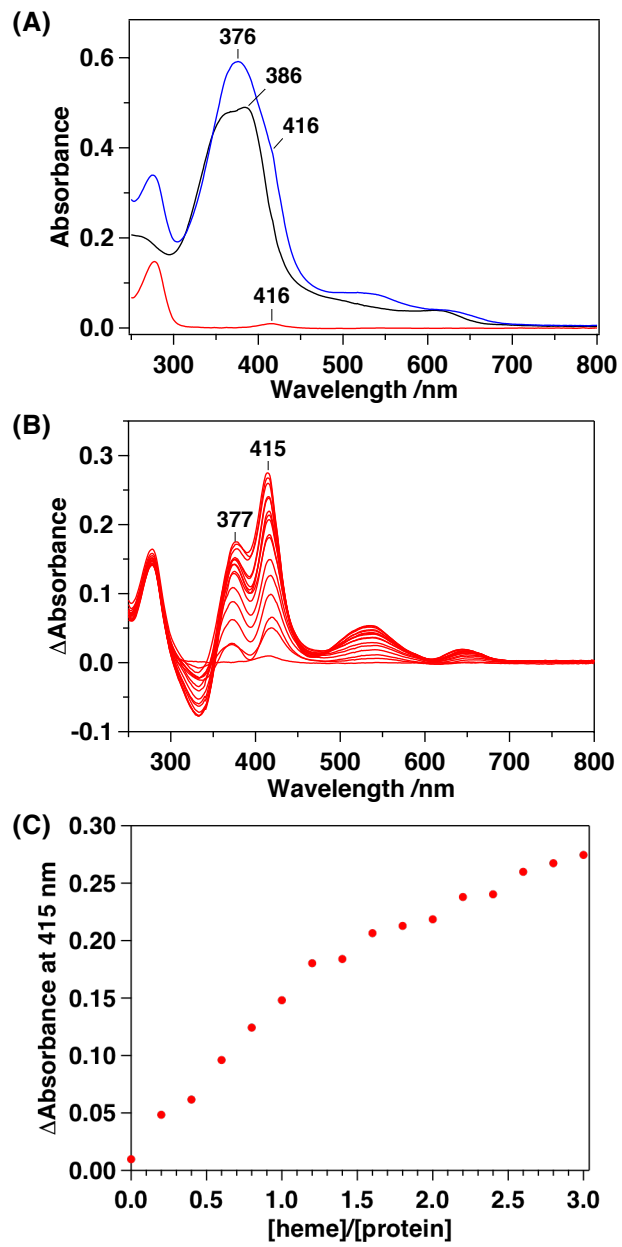 (A)
0.6
0.4
0.2
0.0
Absorbance
376
386
416
416
300 400 500 600 700 800
Wavelength /nm
(B)
0.3
0.2
0.1
0.0
-0.1
ΔAbsorbance
415
377
300 400 500 600 700 800
Wavelength /nm
(C)
0.30
0.25
0.20
0.15
0.10
0.05
0.00
ΔAbsorbance at 415 nm
0.0 0.5 1.0 1.5 2.0 2.5 3.0
[heme]/[protein]